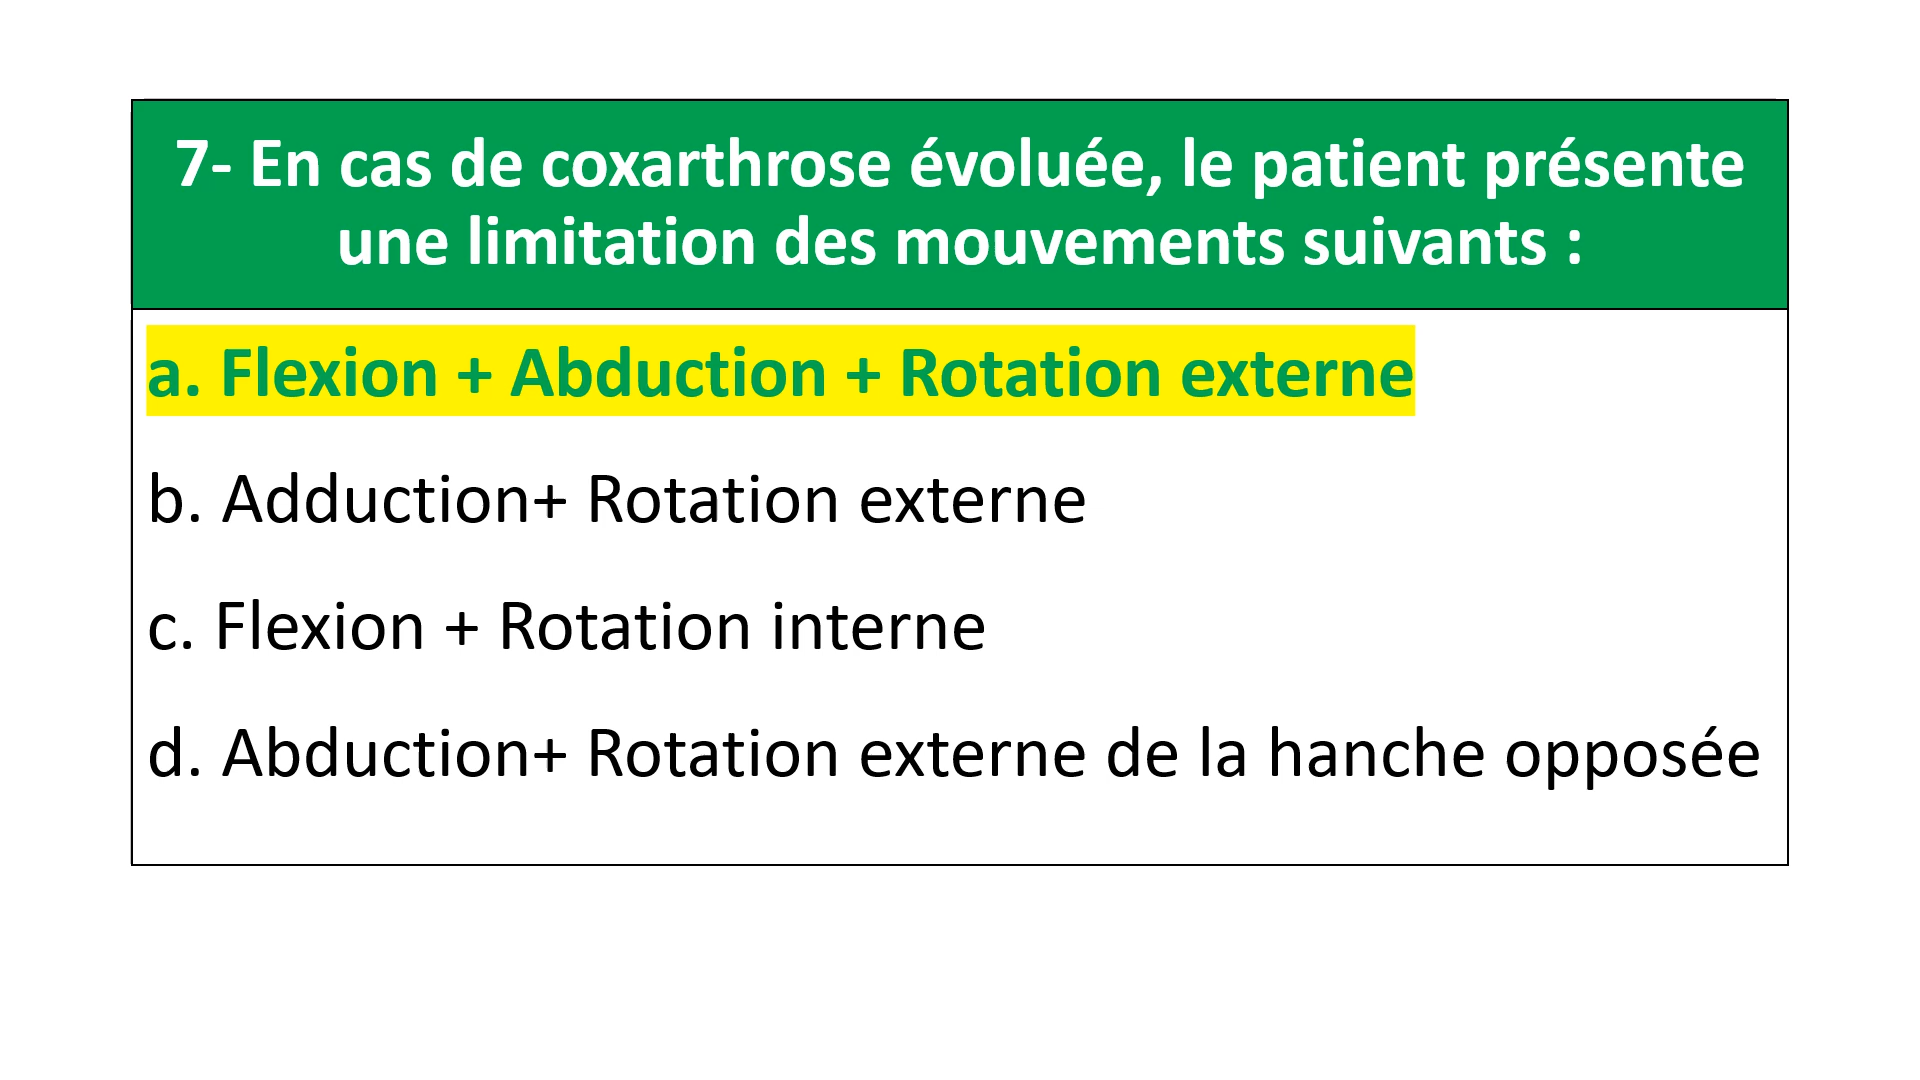 7- En cas de coxarthrose évoluée, le patient présente
une limitation des mouvements suivants :
a. Flexion + Abduction + Rotation externe
b. Adduction+ Rotation externe
c. Flexion + Rotation interne
d. Abduction+ Rotation externe de la hanche opposée